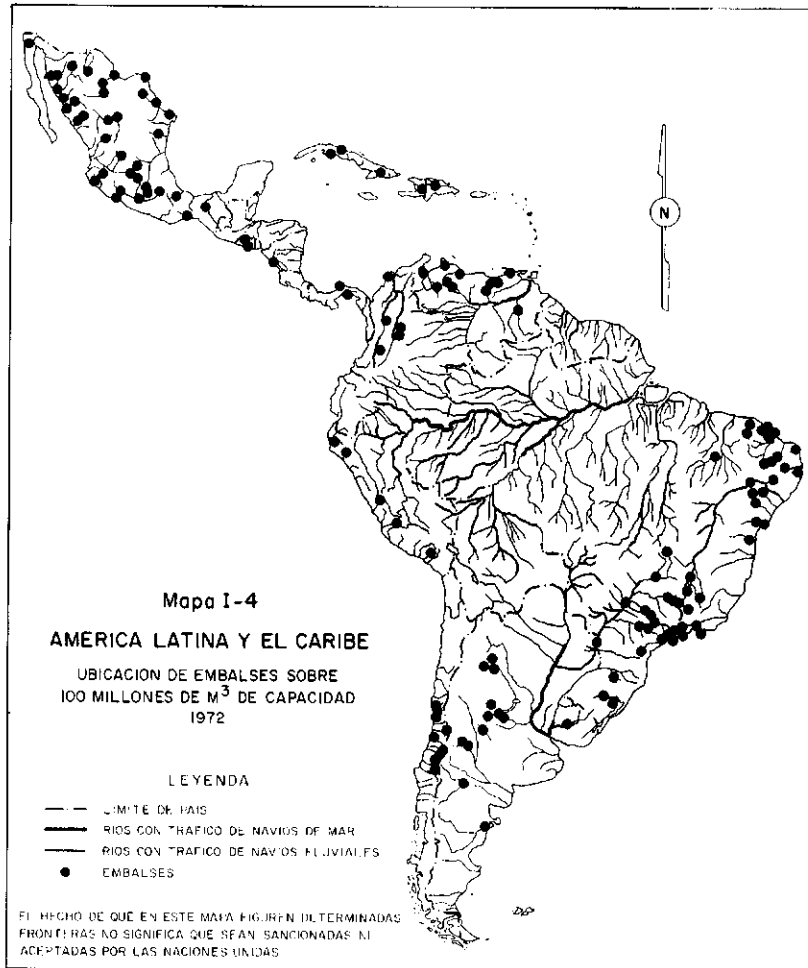 N
Mapa I-4
AMERICA LATINA Y EL CARIBE
UBICACION DE EMBALSES SOBRE
100 MILLONES DE M³ DE CAPACIDAD
1972
LEYENDA
LIMITE DE PAIS
RIOS CON TRAFICO DE NAVIOS DE MAR
RIOS CON TRAFICO DE NAVIOS FLUVIALES
EMBALSES
EL HECHO DE QUE EN ESTE MAPA FIGUREN DETERMINADAS
FRONTERAS NO SIGNIFICA QUE SEAN SANCIONADAS NI
ACEPTADAS POR LAS NACIONES UNIDAS